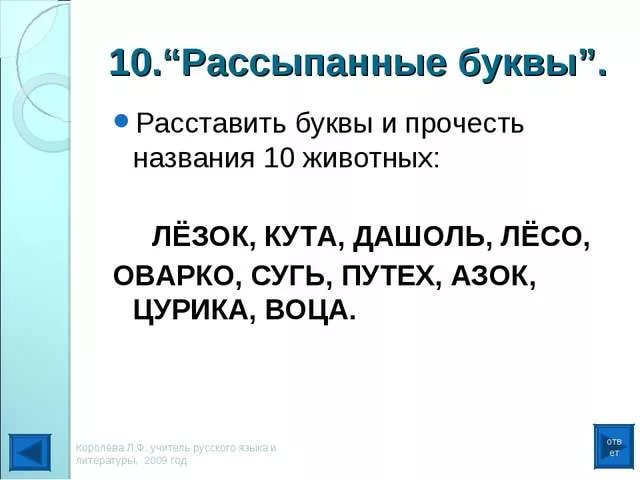 10.“Рассыпанные буквы”.
Расставить буквы и прочесть
названия 10 животных:
ЛЁЗОК, КУТА, ДАШОЛЬ, ЛЁСО,
ОВАРКО, СУГЬ, ПУТЕХ, АЗОК,
ЦУРИКА, ВОЦА.
Королёва Л.Ф. учитель русского языка и
литературы, 2009 год
отв
ет